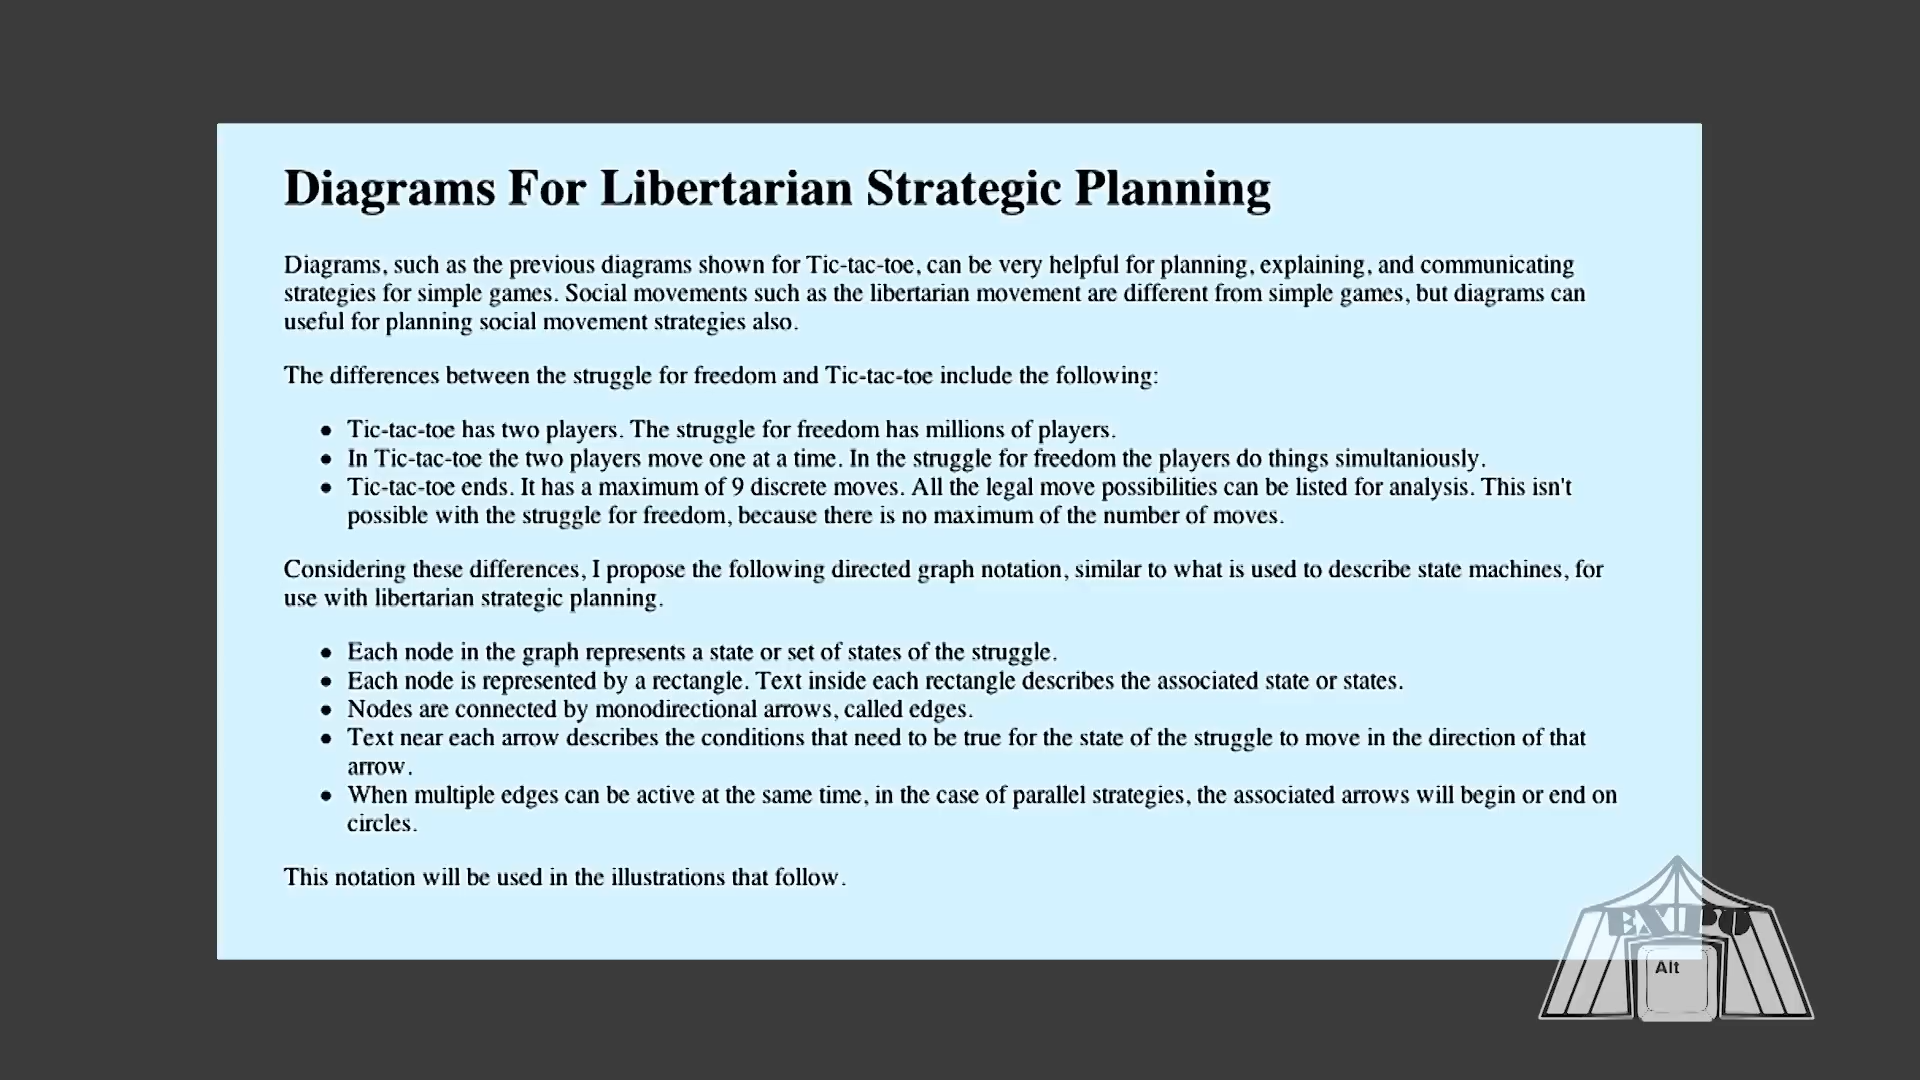 Diagrams For Libertarian Strategic Planning
Diagrams, such as the previous diagrams shown for Tic-tac-toe, can be very helpful for planning, explaining, and communicating
strategies for simple games. Social movements such as the libertarian movement are different from simple games, but diagrams can
useful for planning social movement strategies also.
The differences between the struggle for freedom and Tic-tac-toe include the following:
• Tic-tac-toe has two players. The struggle for freedom has millions of players.
• In Tic-tac-toe the two players move one at a time. In the struggle for freedom the players do things simultaniously.
• Tic-tac-toe ends. It has a maximum of 9 discrete moves. All the legal move possibilities can be listed for analysis. This isn't
possible with the struggle for freedom, because there is no maximum of the number of moves.
Considering these differences, I propose the following directed graph notation, similar to what is used to describe state machines, for
use with libertarian strategic planning.
• Each node in the graph represents a state or set of states of the struggle.
• Each node is represented by a rectangle. Text inside each rectangle describes the associated state or states.
• Nodes are connected by monodirectional arrows, called edges.
• Text near each arrow describes the conditions that need to be true for the state of the struggle to move in the direction of that
arrow.
• When multiple edges can be active at the same time, in the case of parallel strategies, the associated arrows will begin or end on
circles.
This notation will be used in the illustrations that follow.
Alt